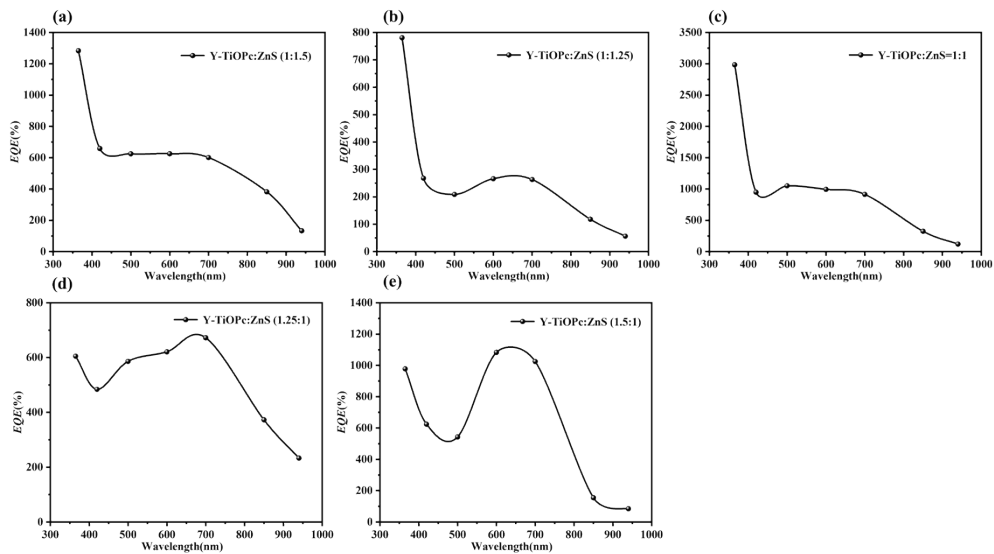 (a)
1400
1200
1000
800
600
400
200
0
EQE(%)
Y-TiOPc:ZnS (1:1.5)
300 400 500 600 700 800 900 1000
Wavelength(nm)
(b)
800
700
600
500
400
300
200
100
0
EQE(%)
Y-TiOPc:ZnS (1:1.25)
300 400 500 600 700 800 900 1000
Wavelength(nm)
(c)
3500
3000
2500
2000
1500
1000
500
0
EQE(%)
Y-TiOPc:ZnS=1:1
300 400 500 600 700 800 900 1000
Wavelength(nm)
(d)
800
600
400
200
0
EQE(%)
Y-TiOPc:ZnS (1.25:1)
300 400 500 600 700 800 900 1000
Wavelength(nm)
(e)
1400
1200
1000
800
600
400
200
0
EQE(%)
Y-TiOPc:ZnS (1.5:1)
300 400 500 600 700 800 900 1000
Wavelength(nm)